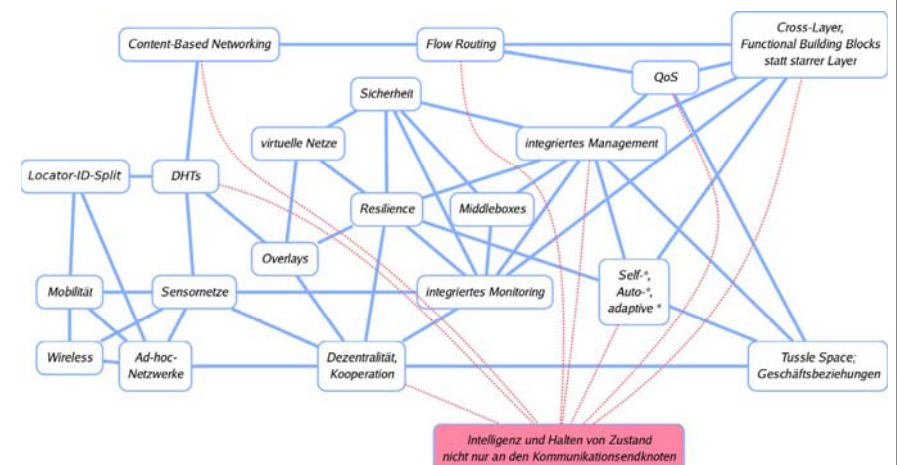 Cross-Layer,
Functional Building Blocks
statt starrer Layer
Content-Based Networking
Flow Routing
QoS
Sicherheit
virtuelle Netze
integriertes Management
Locator-ID-Split
DHTs
Resilience
Middleboxes
Overlays
Self-*,
Auto-*,
adaptive *
Mobilität
Sensornetze
integriertes Monitoring
Wireless
Ad-hoc-
Netzwerke
Dezentralität,
Kooperation
Tussle Space;
Geschäftsbeziehungen
Intelligenz und Halten von Zustand
nicht nur an den Kommunikationsendknoten